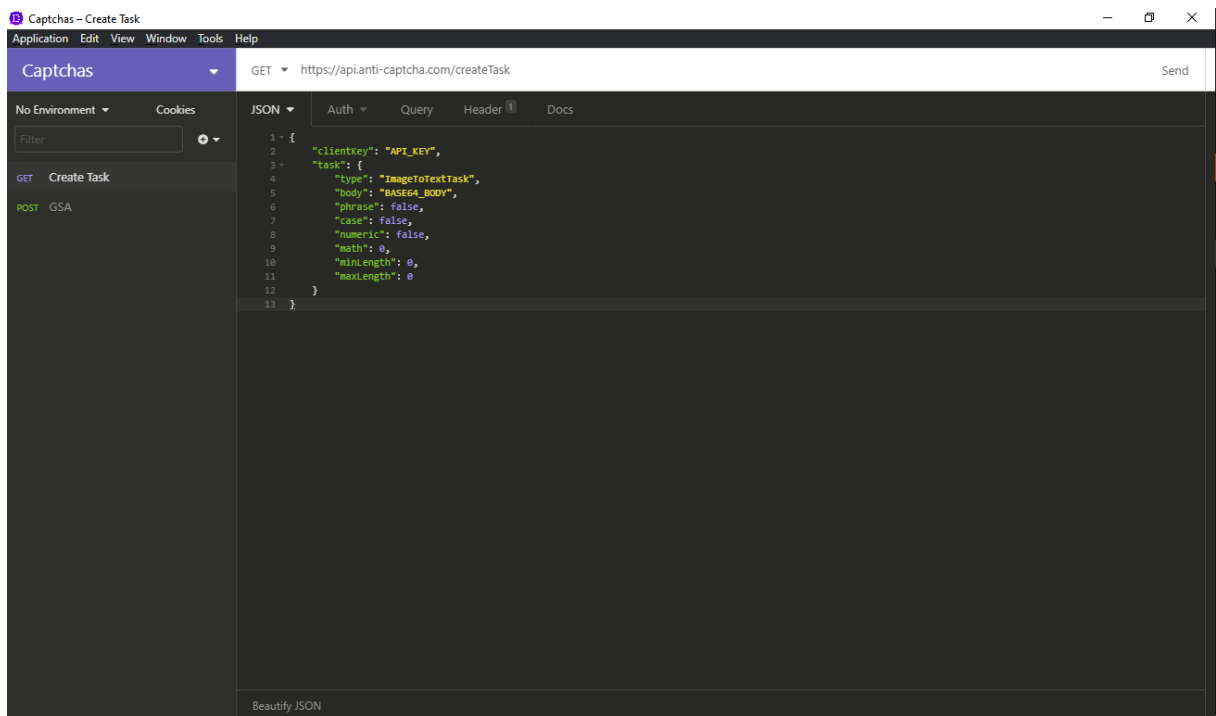 Captchas – Create Task
Application Edit View Window Tools Help
Captchas
GET https://api.anti-captcha.com/createTask Send
No Environment Cookies
JSON Auth Query Header 1 Docs
Filter
GET Create Task
POST GSA
1 {
2 "clientKey": "API_KEY",
3 "task": {
4 "type": "ImageToTextTask",
5 "body": "BASE64_BODY",
6 "phrase": false,
7 "case": false,
8 "numeric": false,
9 "math": 0,
10 "minLength": 0,
11 "maxLength": 0
12 }
13 }
Beautify JSON